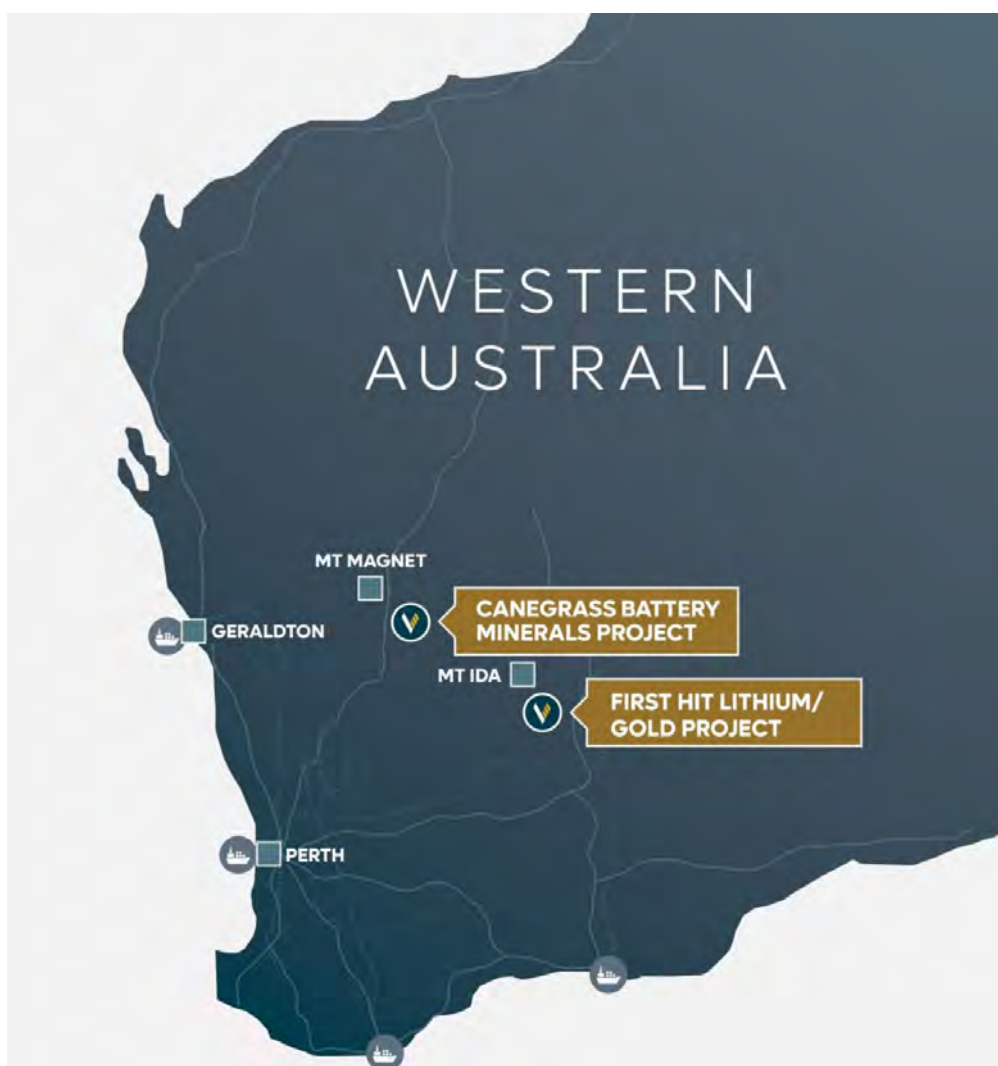 WESTERN
AUSTRALIA
MT MAGNET
CANEGRASS BATTERY
MINERALS PROJECT
GERALDTON
MT IDA
FIRST HIT LITHIUM/
GOLD PROJECT
PERTH